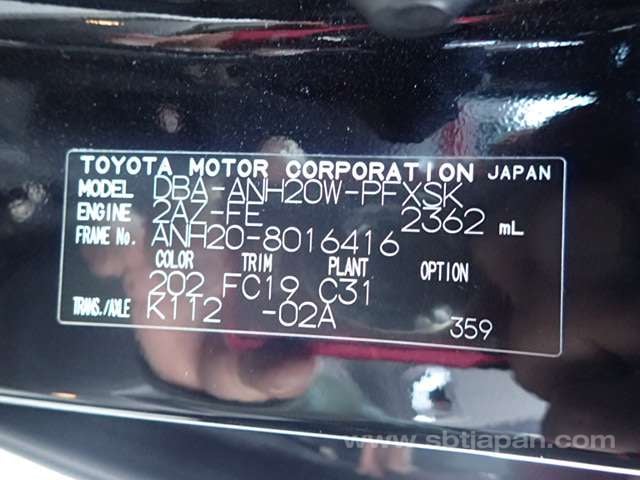 TOYOTA MOTOR CORPORATION JAPAN
MODEL DBA-ANH20W-PFXSK
ENGINE 2AZ-FE 2362 mL
FRAME No. ANH20-8016416
COLOR TRIM PLANT OPTION
202 FC19 C31
TRANS./AXLE K112 -02A 359
www.sbtjapan.com